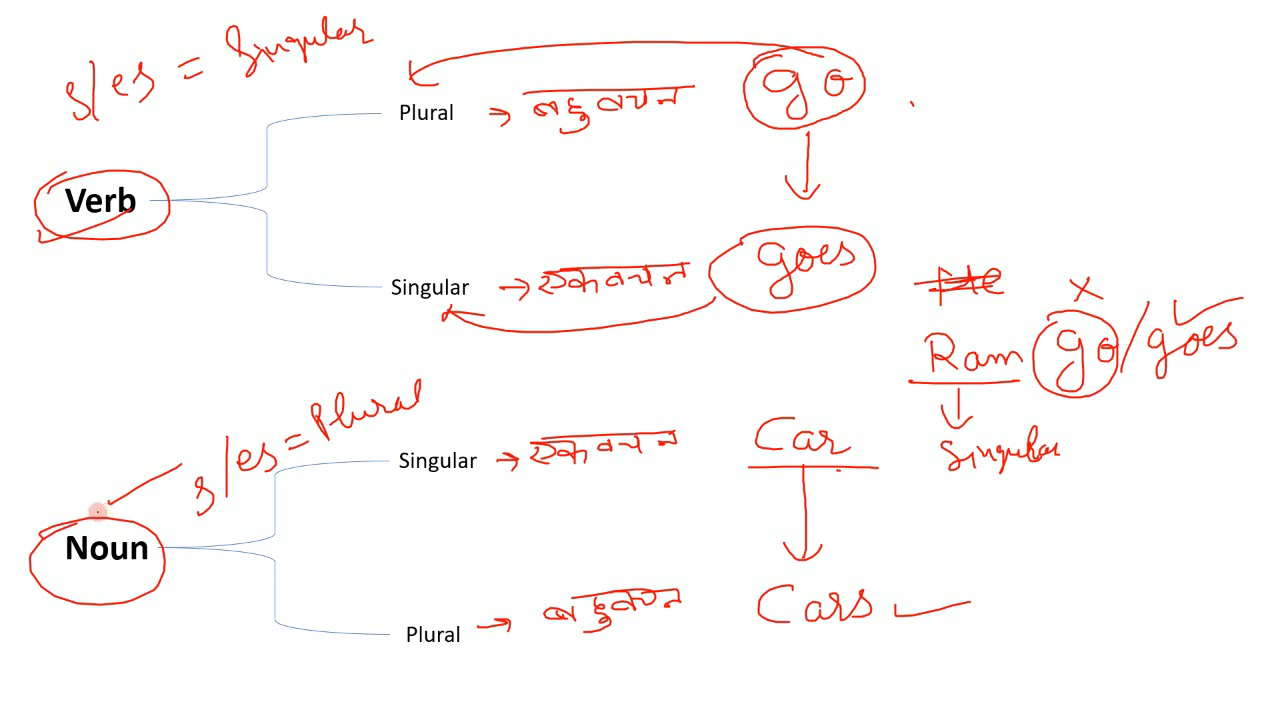 s/es = Singular
Plural → बहुवचन go
Verb
Singular → एकवचन goes
He
Ram go/goes
Singular
s/es = Plural
Singular → एकवचन Car
Noun
Plural → बहुवचन Cars